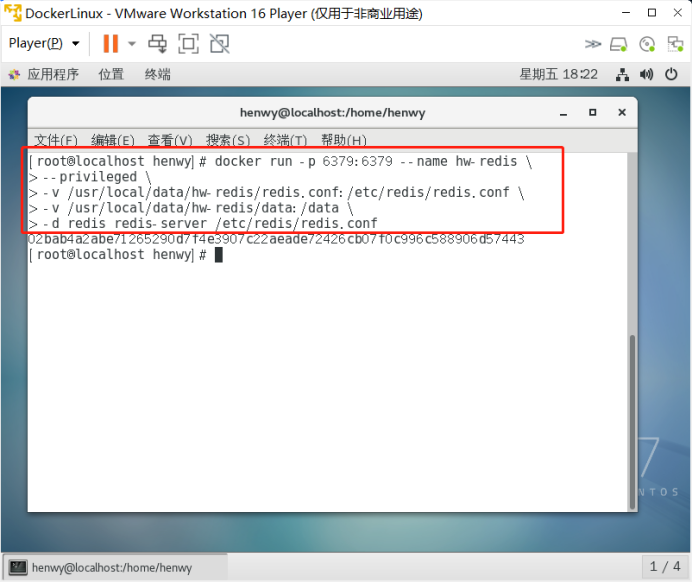 DockerLinux - VMware Workstation 16 Player (仅用于非商业用途)
Player(P)
应用程序 位置 终端 星期五 18:22
henwy@localhost:/home/henwy
文件(F) 编辑(E) 查看(V) 搜索(S) 终端(T) 帮助(H)
[root@localhost henwy]# docker run -p 6379:6379 --name hw-redis \
> --privileged \
> -v /usr/local/data/hw-redis/redis.conf:/etc/redis/redis.conf \
> -v /usr/local/data/hw-redis/data:/data \
> -d redis redis-server /etc/redis/redis.conf
02bab4a2abe71265290d7f4e3907c22aeade72426cb07f0c996c588906d57443
[root@localhost henwy]#
7
NTOS
henwy@localhost:/home/henwy
1 / 4